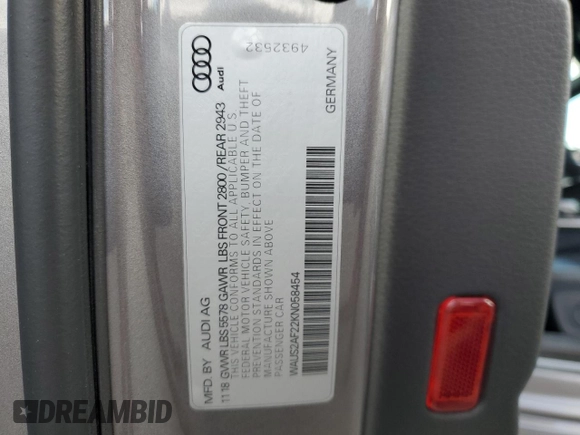 MFD. BY AUDI AG
11 18 GVWR LBS 5578 GAWR LBS FRONT 2800 /REAR 2943
THIS VEHICLE CONFORMS TO ALL APPLICABLE U S
FEDERAL MOTOR VEHICLE SAFETY, BUMPER AND THEFT
PREVENTION STANDARDS IN EFFECT ON THE DATE OF
MANUFACTURE SHOWN ABOVE
PASSENGER CAR
WAU52AF22KN058454
GERMANY
Audi
4932532
DREAMBID